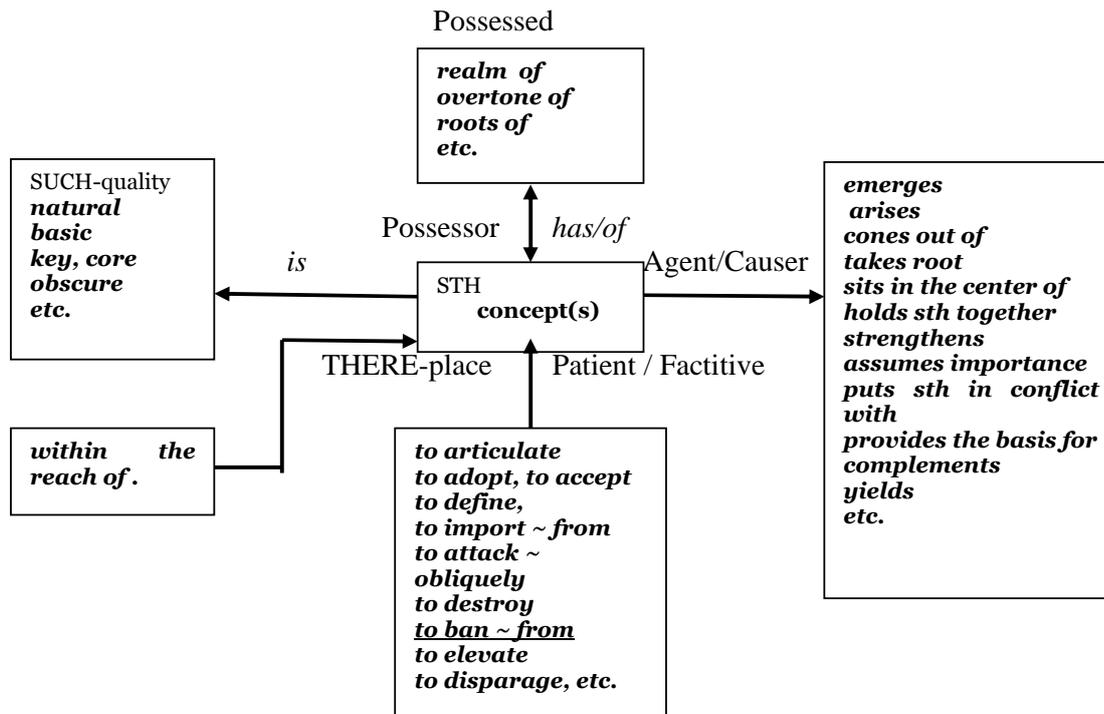 Possessed
realm of
overtone of
roots of
etc.
SUCH-quality
natural
basic
key, core
obscure
etc.
Possessor has/of
is
Agent/Causer
STH
concept(s)
emerges
arises
cones out of
takes root
sits in the center of
holds sth together
strengthens
assumes importance
puts sth in conflict
with
provides the basis for
complements
yields
etc.
THERE-place
Patient / Factitive
within the
reach of .
to articulate
to adopt, to accept
to define,
to import ~ from
to attack ~
obliquely
to destroy
to ban ~ from
to elevate
to disparage, etc.